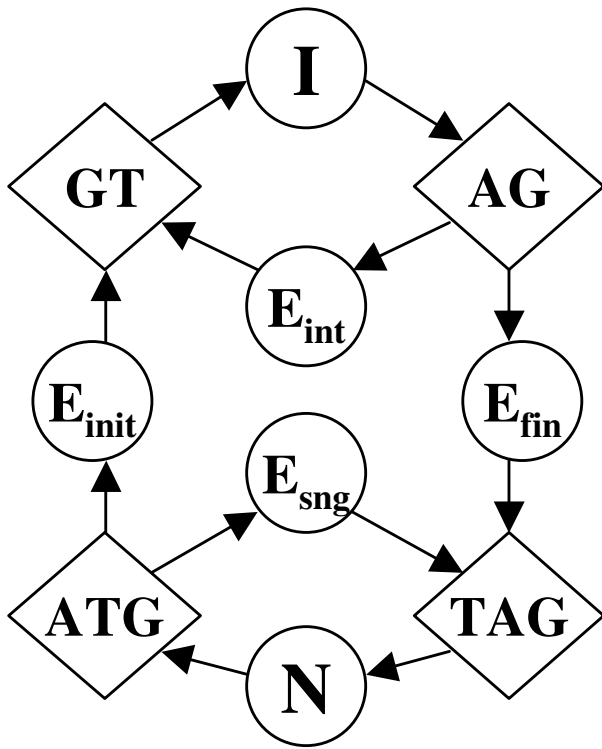 I
GT
AG
E_int
E_init
E_fin
E_sng
ATG
TAG
N